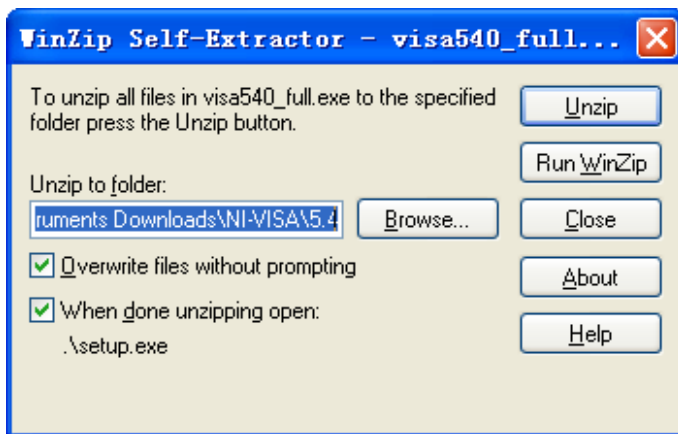 WinZip Self-Extractor - visa540_full...
To unzip all files in visa540_full.exe to the specified
folder press the Unzip button.
Unzip to folder:
ruments Downloads\NI-VISA\5.4
Browse...
Overwrite files without prompting
When done unzipping open:
.\setup.exe
Unzip
Run WinZip
Close
About
Help